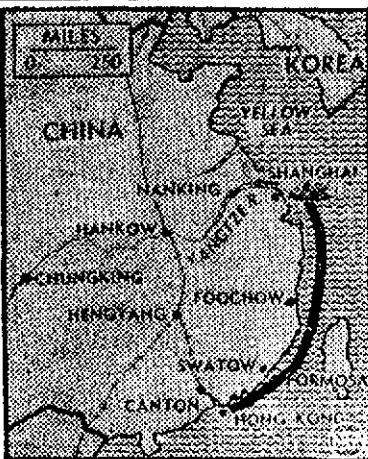 MILES
0 250
KOREA
YELLOW
SEA
CHINA
SHANGHAI
NANKING
HANKOW
YANGTZE R.
CHUNGKING
FOOCHOW
HENGYANG
SWATOW
FORMOSA
CANTON
HONG KONG